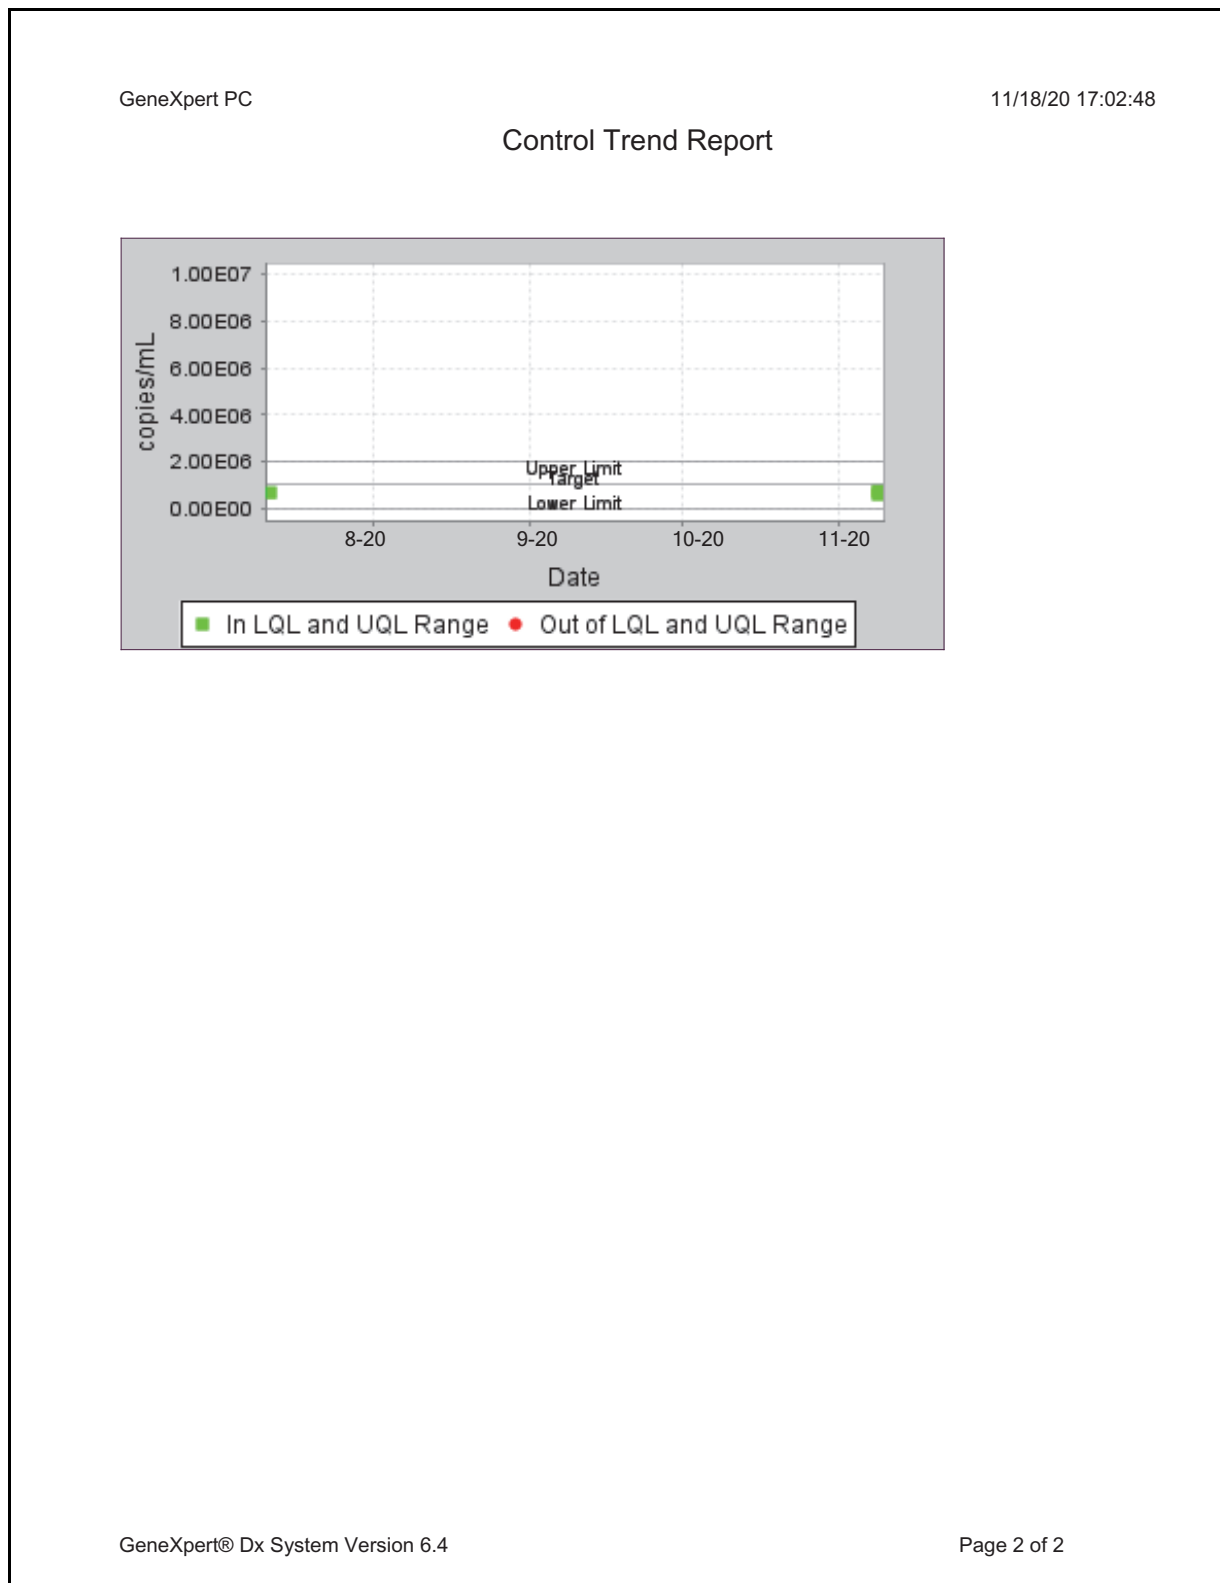 GeneXpert PC 11/18/20 17:02:48
Control Trend Report
1.00E07
8.00E06
6.00E06
4.00E06
2.00E06
0.00E00
copies/mL
Upper Limit
Target
Lower Limit
8-20 9-20 10-20 11-20
Date
In LQL and UQL Range Out of LQL and UQL Range
GeneXpert® Dx System Version 6.4 Page 2 of 2